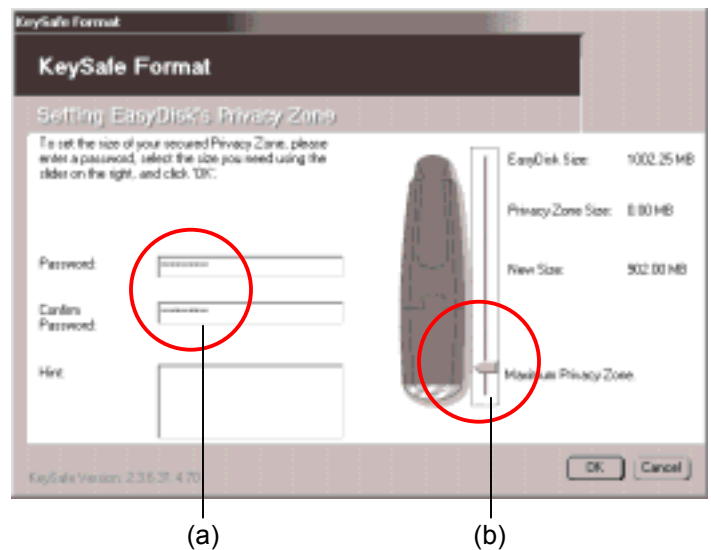 KeySafe Format
KeySafe Format
Setting EasyDisk's Privacy Zone
To set the size of your secured Privacy Zone, please
enter a password, select the size you need using the
slider on the right, and click 'OK'.
EasyDisk Size: 1002.25 MB
Privacy Zone Size: 0.00 MB
Password:
New Size: 902.00 MB
Confirm
Password:
Hint:
Maximum Privacy Zone.
OK Cancel
KeySafe Version: 2.3.6.31.4.70
(a) (b)